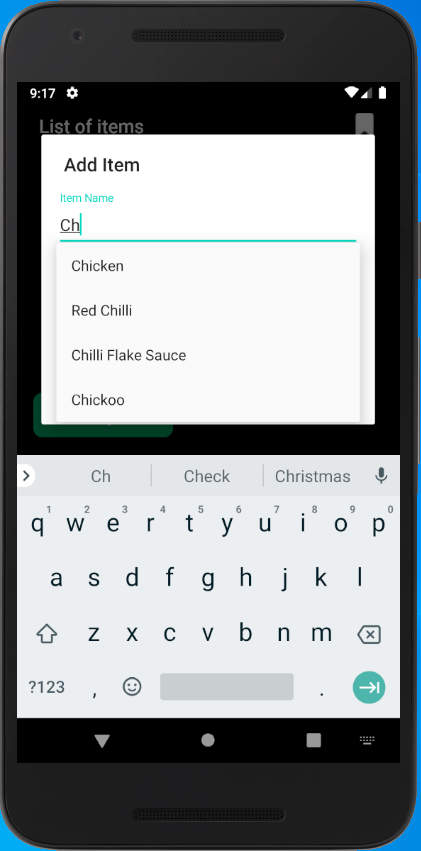 9:17
List of items
Add Item
Item Name
Ch
Chicken
Red Chilli
Chilli Flake Sauce
Chickoo
Ch Check Christmas
1 2 3 4 5 6 7 8 9 0
q w e r t y u i o p
a s d f g h j k l
z x c v b n m
?123 , .